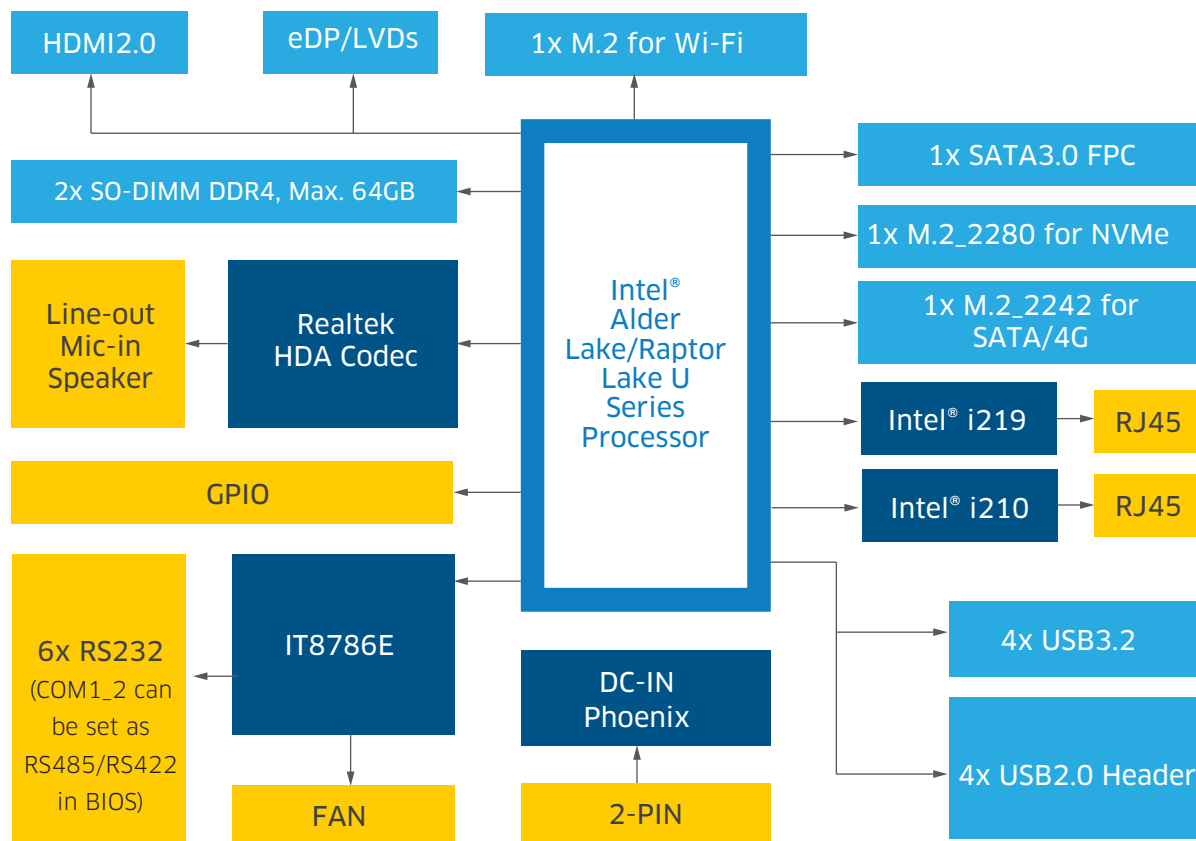 HDMI2.0
eDP/LVDs
1x M.2 for Wi-Fi
1x SATA3.0 FPC
2x SO-DIMM DDR4, Max. 64GB
1x M.2_2280 for NVMe
Line-out
Mic-in
Speaker
Realtek
HDA Codec
Intel®
Alder
Lake/Raptor
Lake U
Series
Processor
1x M.2_2242 for
SATA/4G
Intel® i219
RJ45
GPIO
Intel® i210
RJ45
6x RS232
(COM1_2 can
be set as
RS485/RS422
in BIOS)
IT8786E
FAN
DC-IN
Phoenix
2-PIN
4x USB3.2
4x USB2.0 Header